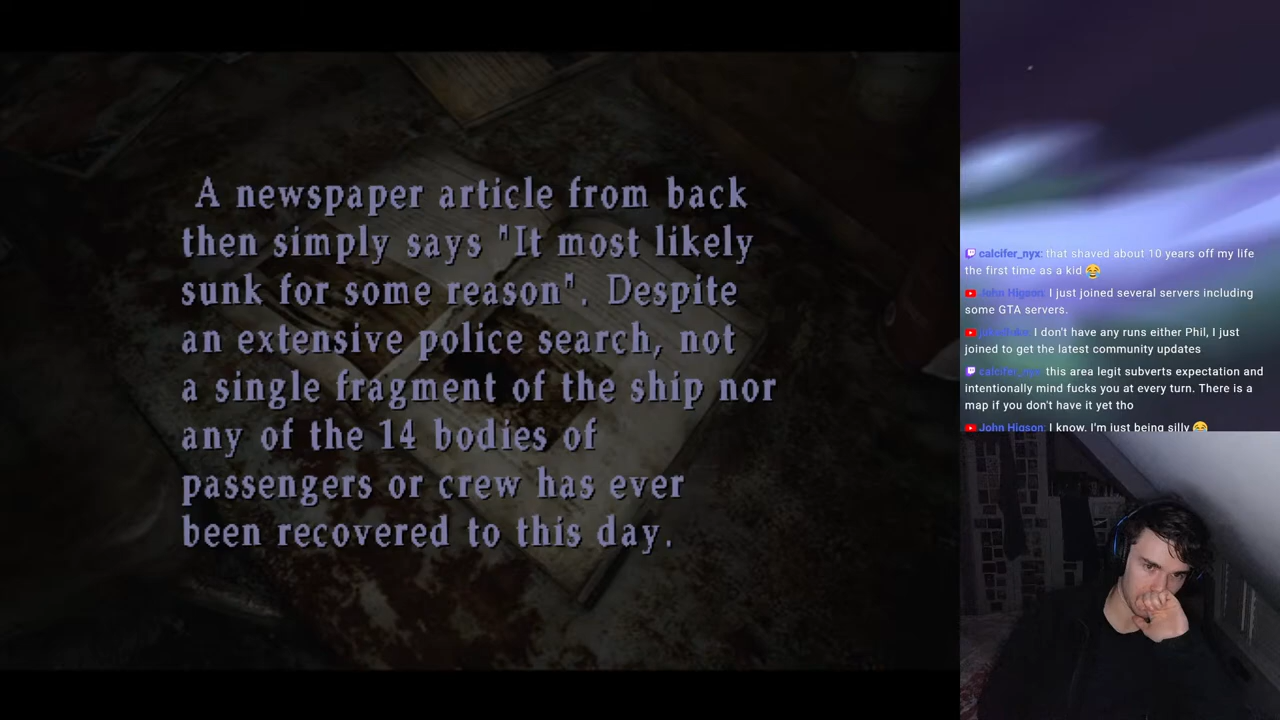 A newspaper article from back
then simply says "It most likely
sunk for some reason". Despite
an extensive police search, not
a single fragment of the ship nor
any of the 14 bodies of
passengers or crew has ever
been recovered to this day.
calcifer_nyx: that shaved about 10 years off my life
the first time as a kid 😂
John Higson: I just joined several servers including
some GTA servers.
I don't have any runs either Phil, I just
joined to get the latest community updates
calcifer_nyx: this area legit subverts expectation and
intentionally mind fucks you at every turn. There is a
map if you don't have it yet tho
John Higson: I know, I'm just being silly 😂